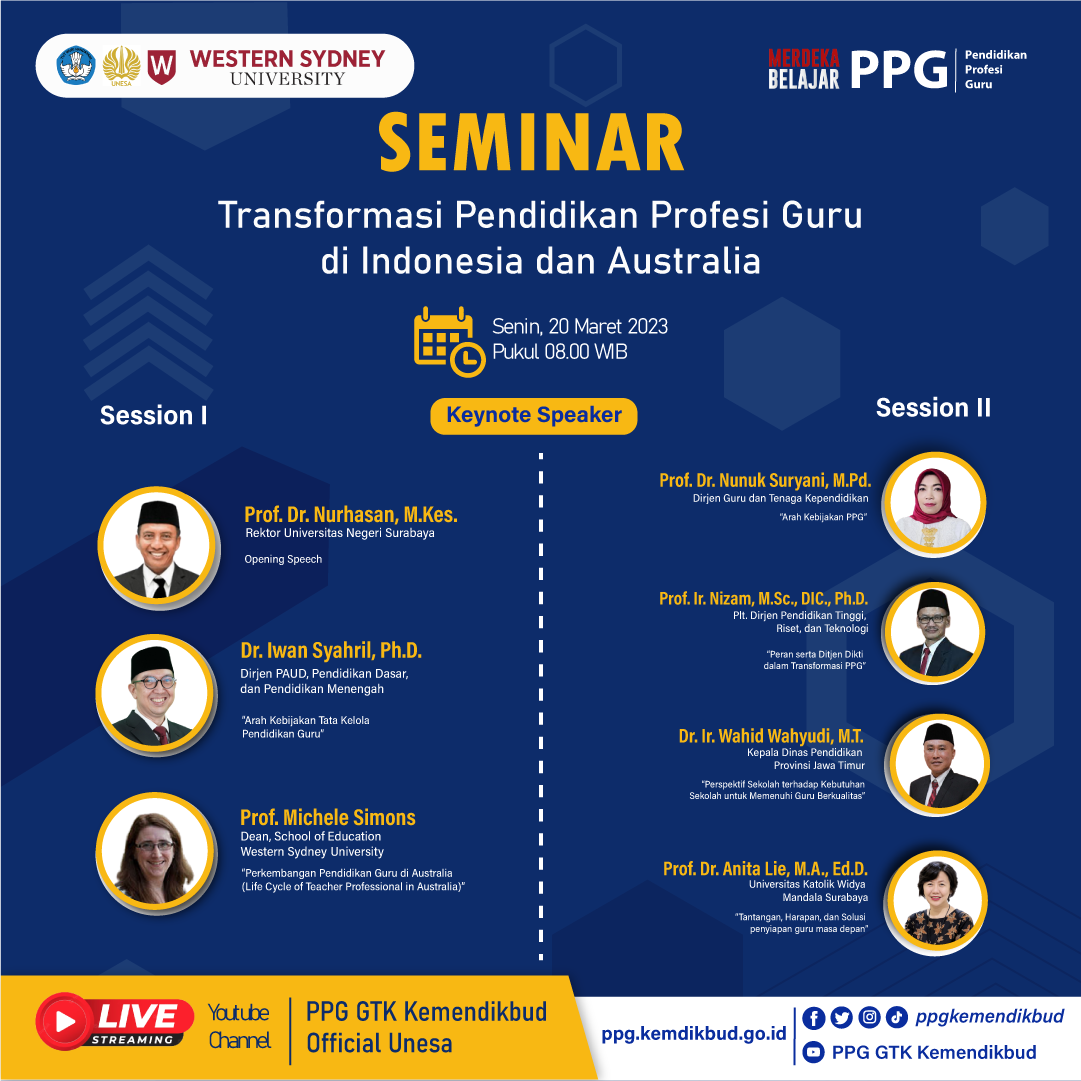 UNESA
W
WESTERN SYDNEY
UNIVERSITY
MERDEKA
BELAJAR
PPG
Pendidikan
Profesi
Guru
SEMINAR
Transformasi Pendidikan Profesi Guru
di Indonesia dan Australia
Senin, 20 Maret 2023
Pukul 08.00 WIB
Keynote Speaker
Session I
Prof. Dr. Nurhasan, M.Kes.
Rektor Universitas Negeri Surabaya
Opening Speech
Dr. Iwan Syahril, Ph.D.
Dirjen PAUD, Pendidikan Dasar,
dan Pendidikan Menengah
"Arah Kebijakan Tata Kelola
Pendidikan Guru"
Prof. Michele Simons
Dean, School of Education
Western Sydney University
"Perkembangan Pendidikan Guru di Australia
(Life Cycle of Teacher Professional in Australia)"
Session II
Prof. Dr. Nunuk Suryani, M.Pd.
Dirjen Guru dan Tenaga Kependidikan
"Arah Kebijakan PPG"
Prof. Ir. Nizam, M.Sc., DIC., Ph.D.
Plt. Dirjen Pendidikan Tinggi,
Riset, dan Teknologi
"Peran serta Ditjen Dikti
dalam Transformasi PPG"
Dr. Ir. Wahid Wahyudi, M.T.
Kepala Dinas Pendidikan
Provinsi Jawa Timur
"Perspektif Sekolah terhadap Kebutuhan
Sekolah untuk Memenuhi Guru Berkualitas"
Prof. Dr. Anita Lie, M.A., Ed.D.
Universitas Katolik Widya
Mandala Surabaya
"Tantangan, Harapan, dan Solusi
penyiapan guru masa depan"
LIVE
STREAMING
Youtube
Channel
PPG GTK Kemendikbud
Official Unesa
ppg.kemdikbud.go.id
ppgkemendikbud
PPG GTK Kemendikbud